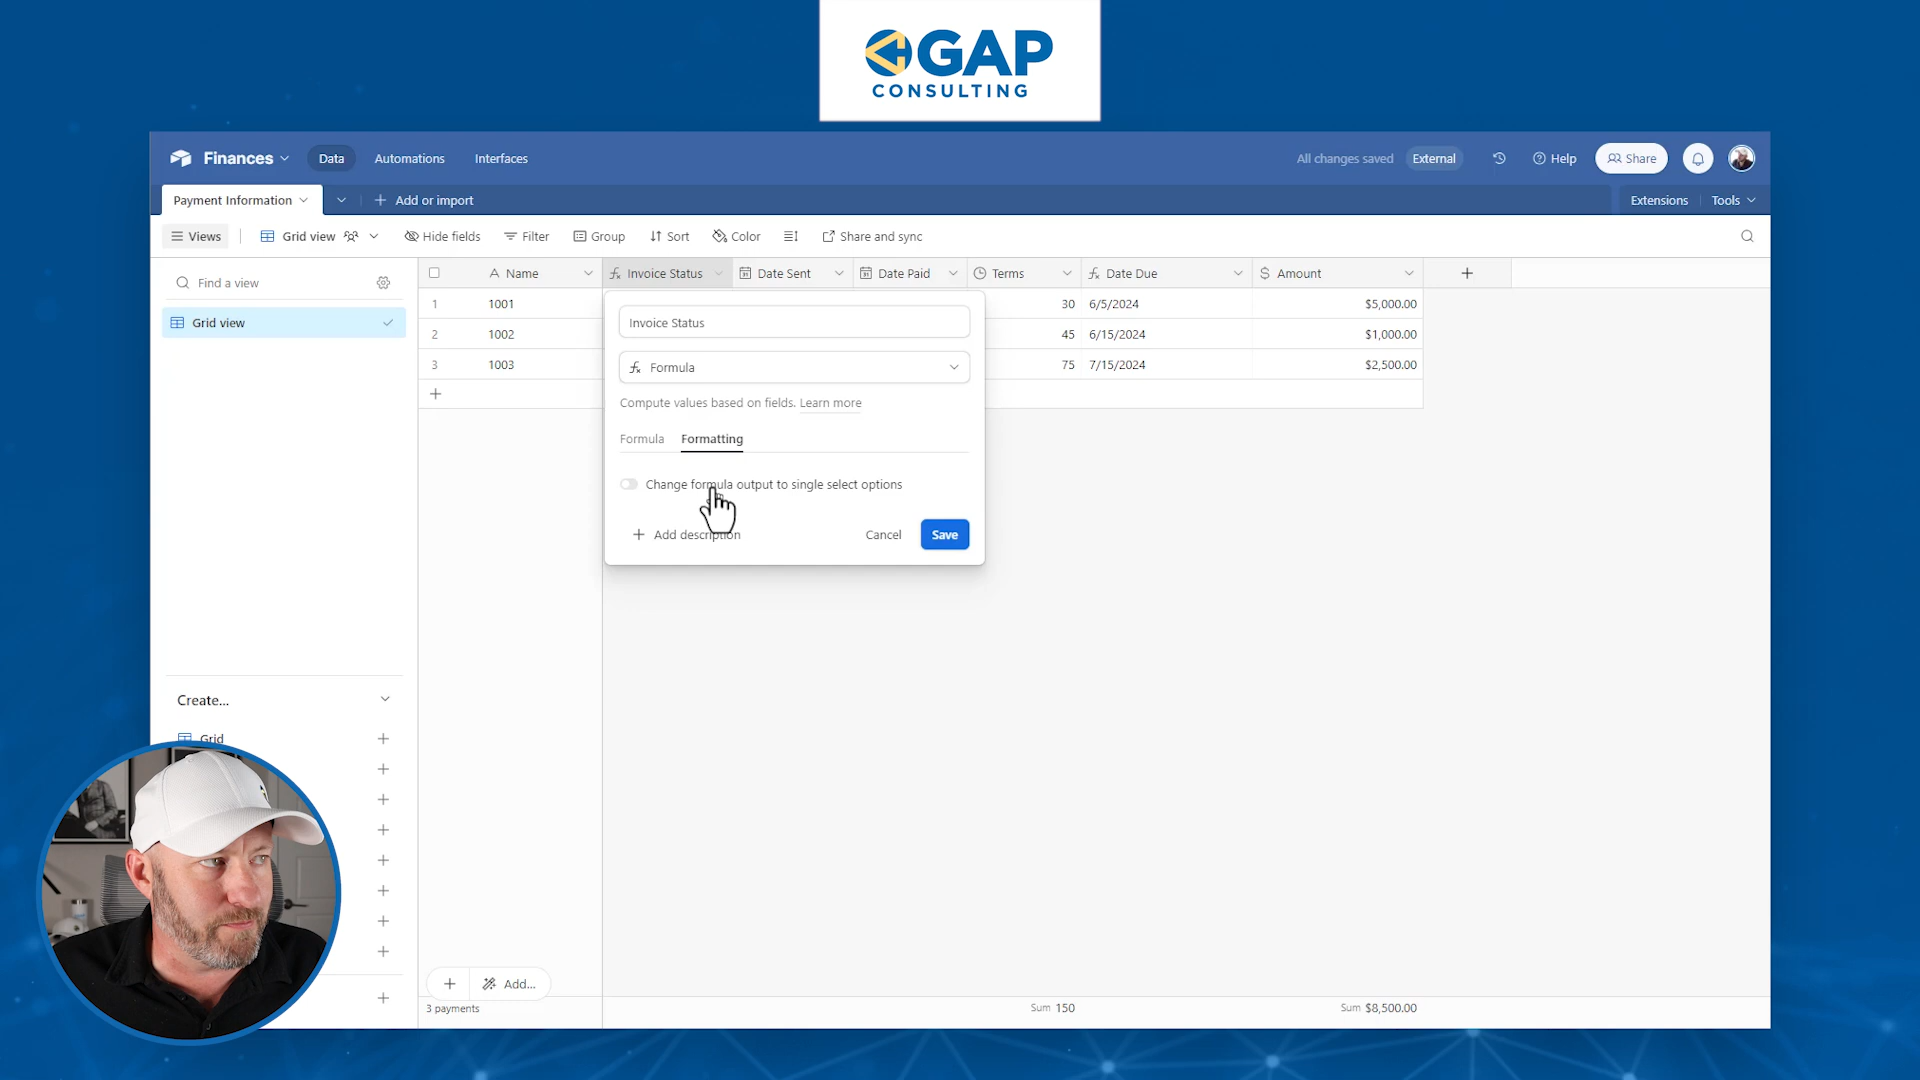 GAP
CONSULTING
Finances
Data
Automations
Interfaces
All changes saved
External
Help
Share
Payment Information
Add or import
Extensions
Tools
Views
Grid view
Hide fields
Filter
Group
Sort
Color
Share and sync
Find a view
Grid view
Create...
Grid
A Name
Invoice Status
Date Sent
Date Paid
Terms
Date Due
$ Amount
1 1001 30 6/5/2024 $5,000.00
2 1002 45 6/15/2024 $1,000.00
3 1003 75 7/15/2024 $2,500.00
Invoice Status
Formula
Compute values based on fields. Learn more
Formula
Formatting
Change formula output to single select options
Add description
Cancel
Save
Add...
3 payments
Sum 150
Sum $8,500.00